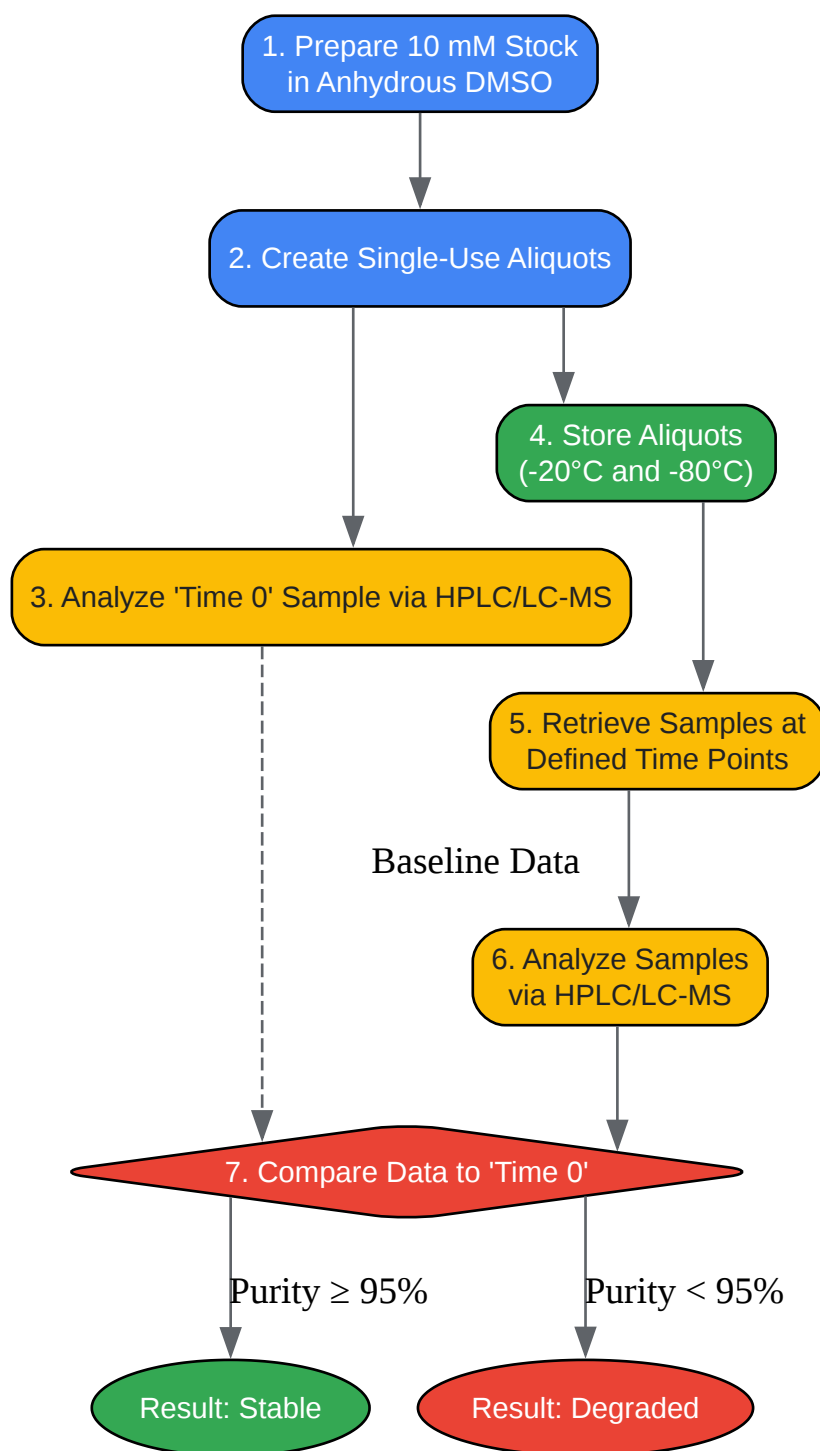 1. Prepare 10 mM Stock
in Anhydrous DMSO
2. Create Single-Use Aliquots
4. Store Aliquots
(-20°C and -80°C)
3. Analyze 'Time 0' Sample via HPLC/LC-MS
5. Retrieve Samples at
Defined Time Points
Baseline Data
6. Analyze Samples
via HPLC/LC-MS
7. Compare Data to 'Time 0'
Purity ≥ 95%
Purity < 95%
Result: Stable
Result: Degraded